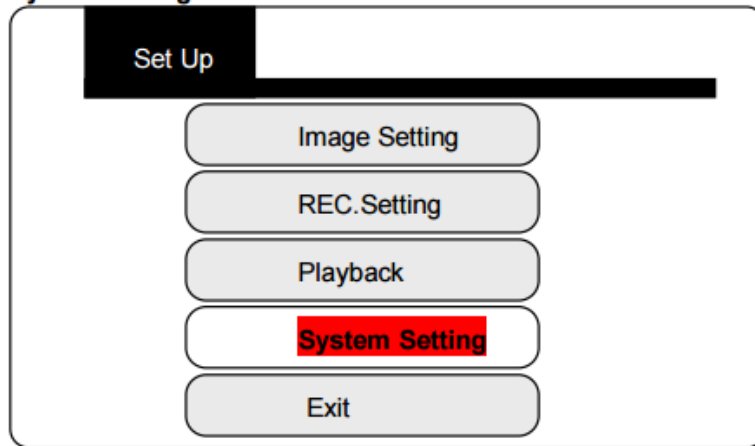 Set Up
Image Setting
REC.Setting
Playback
System Setting
Exit